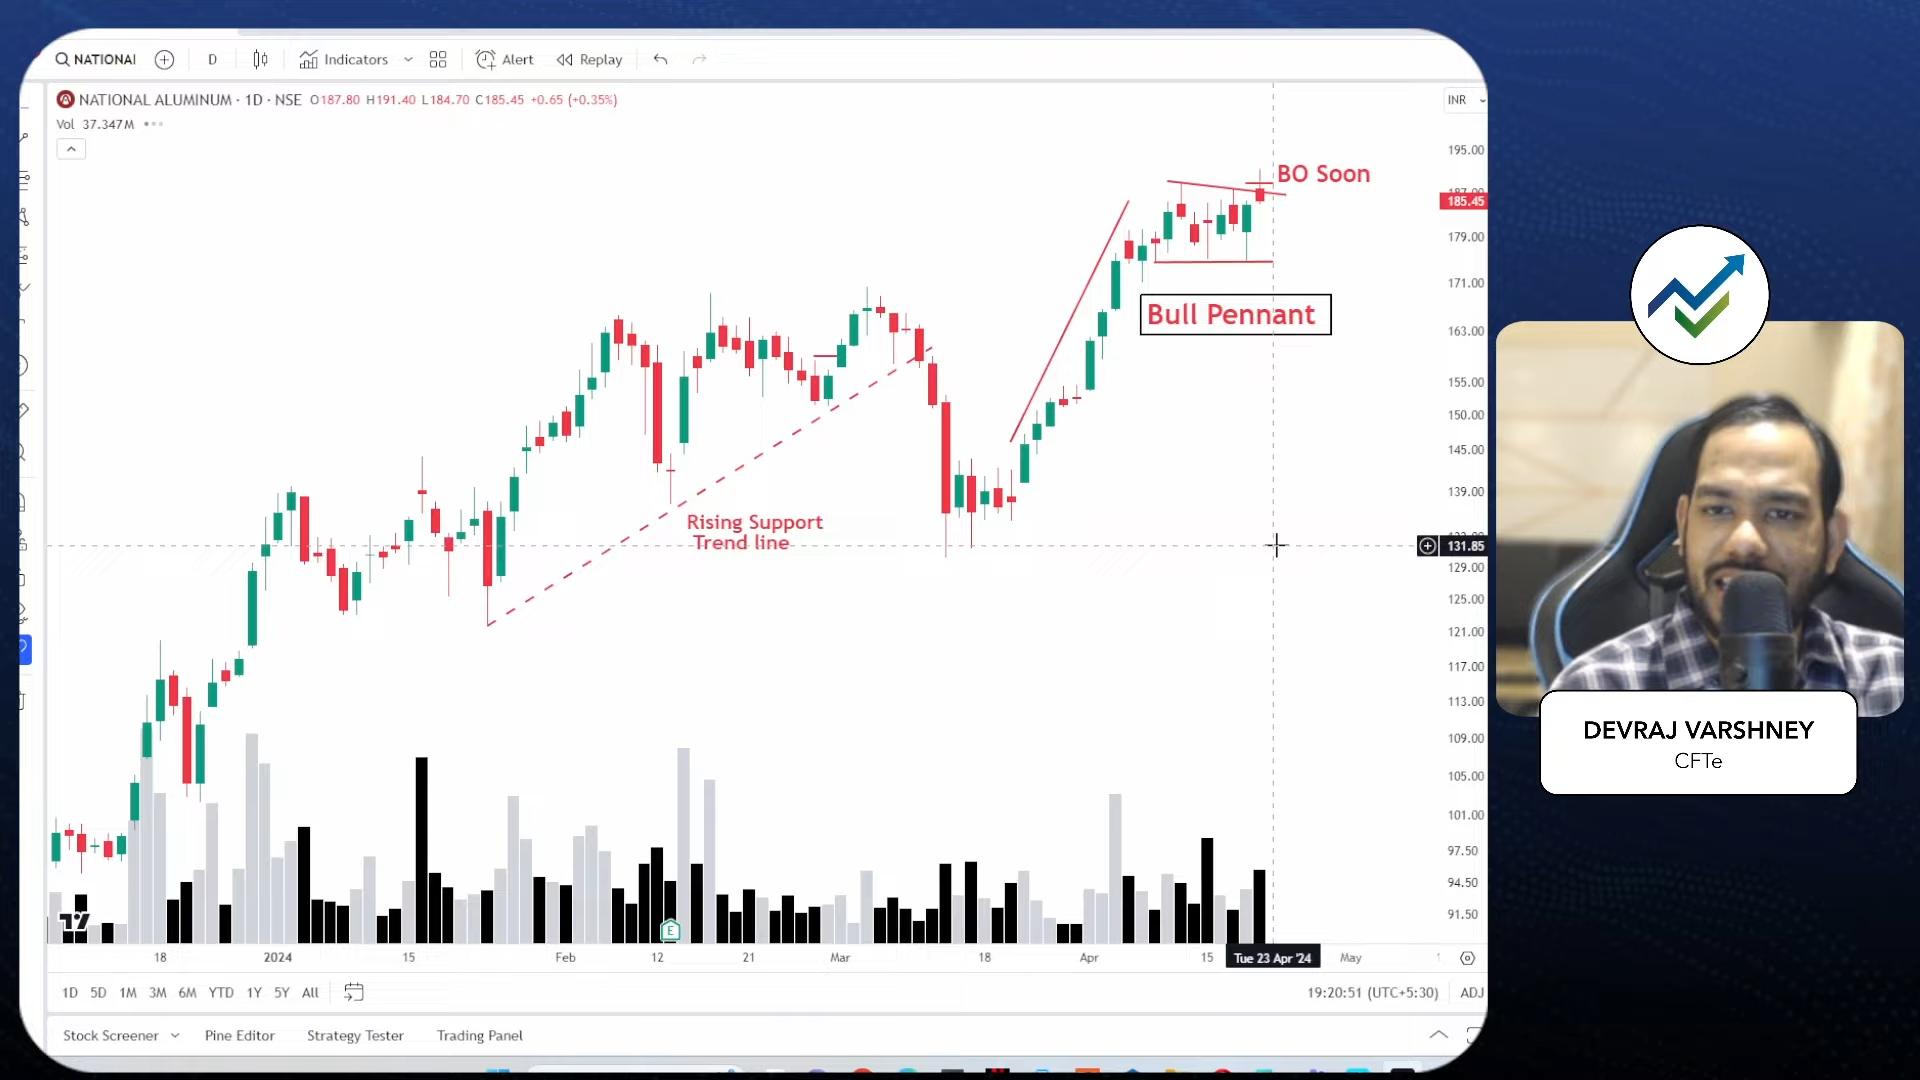 NATIONAl
D
Indicators
Alert
Replay
NATIONAL ALUMINUM · 1D · NSE O187.80 H191.40 L184.70 C185.45 +0.65 (+0.35%)
INR
Vol 37.347M
195.00
BO Soon
187.00
185.45
179.00
171.00
Bull Pennant
163.00
155.00
150.00
145.00
139.00
Rising Support
Trend line
131.85
129.00
125.00
121.00
117.00
113.00
109.00
105.00
101.00
97.50
94.50
91.50
E
18 2024 15 Feb 12 21 Mar 18 Apr 15 Tue 23 Apr '24 May
1D 5D 1M 3M 6M YTD 1Y 5Y All
19:20:51 (UTC+5:30) ADJ
Stock Screener Pine Editor Strategy Tester Trading Panel
DEVRAJ VARSHNEY
CFTe